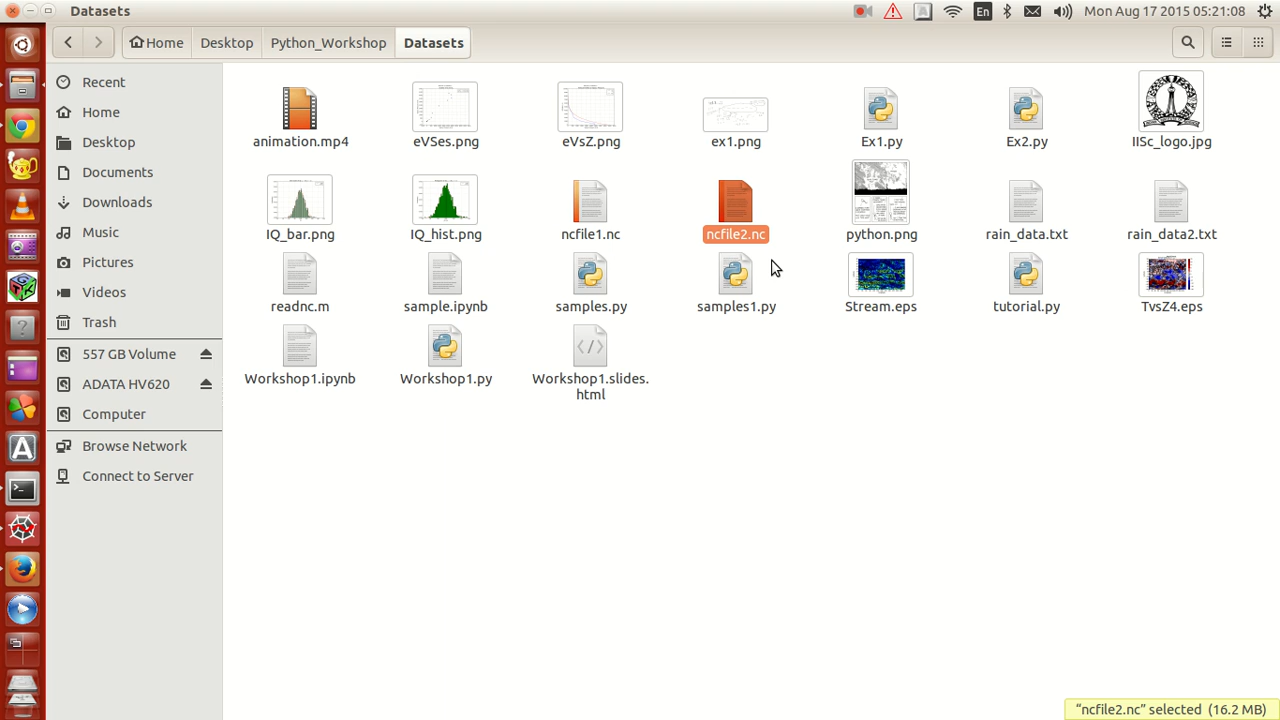 Datasets
En
Mon Aug 17 2015 05:21:08
Home
Desktop
Python_Workshop
Datasets
Recent
Home
Desktop
Documents
Downloads
Music
Pictures
Videos
Trash
557 GB Volume
ADATA HV620
Computer
Browse Network
Connect to Server
animation.mp4
eVSes.png
eVsZ.png
ex1.png
Ex1.py
Ex2.py
IISc_logo.jpg
IQ_bar.png
IQ_hist.png
ncfile1.nc
ncfile2.nc
python.png
rain_data.txt
rain_data2.txt
readnc.m
sample.ipynb
samples.py
samples1.py
Stream.eps
tutorial.py
TvsZ4.eps
Workshop1.ipynb
Workshop1.py
Workshop1.slides.
html
“ncfile2.nc” selected (16.2 MB)